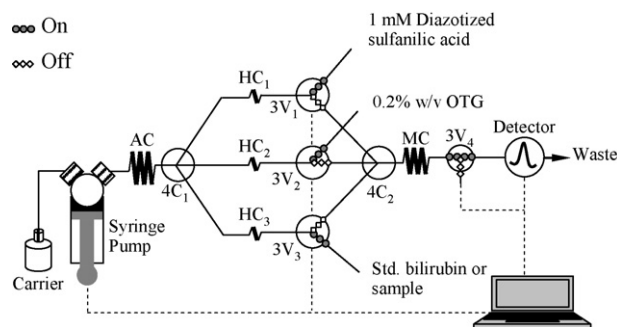 On
Off
1 mM Diazotized
sulfanilic acid
HC1
3V1
0.2% w/v OTG
AC
HC2
MC
3V4
Detector
Waste
4C1
3V2
4C2
HC3
Syringe
Pump
3V3
Std. bilirubin or
sample
Carrier